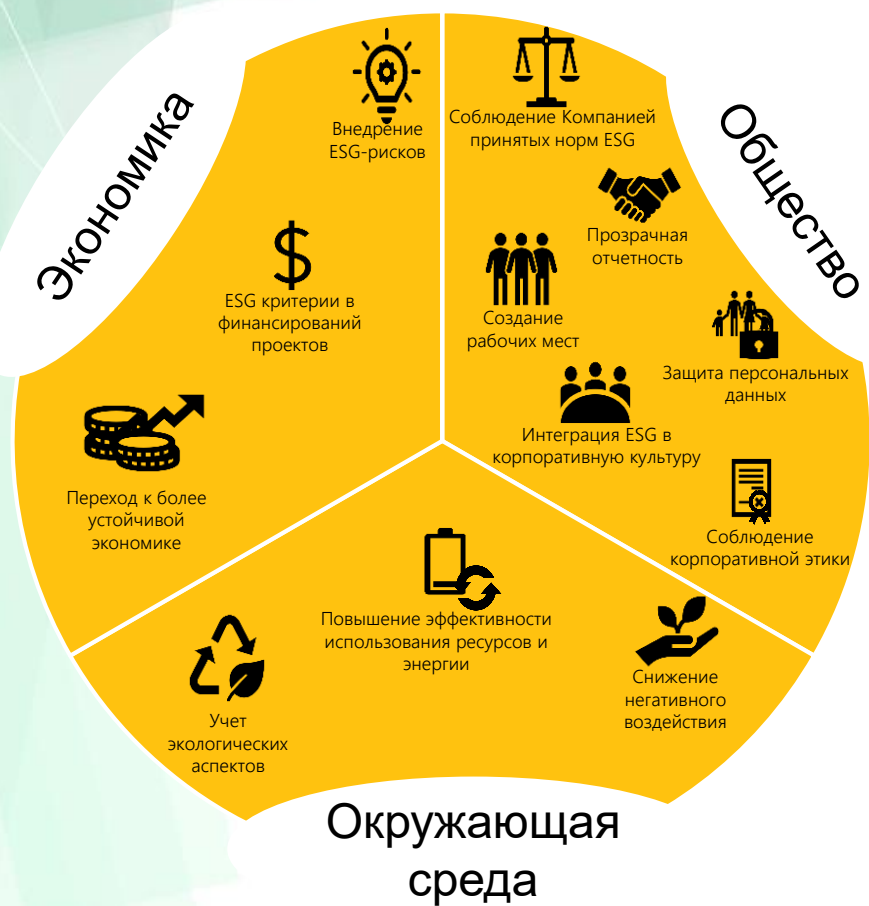 Экономика
Внедрение
ESG-рисков
$
ESG критерии в
финансирований
проектов
Переход к более
устойчивой
экономике
Общество
Соблюдение Компанией
принятых норм ESG
Прозрачная
отчетность
Создание
рабочих мест
Защита персональных
данных
Интеграция ESG в
корпоративную культуру
Соблюдение
корпоративной этики
Повышение эффективности
использования ресурсов и
энергии
Снижение
негативного
воздействия
Учет
экологических
аспектов
Окружающая
среда